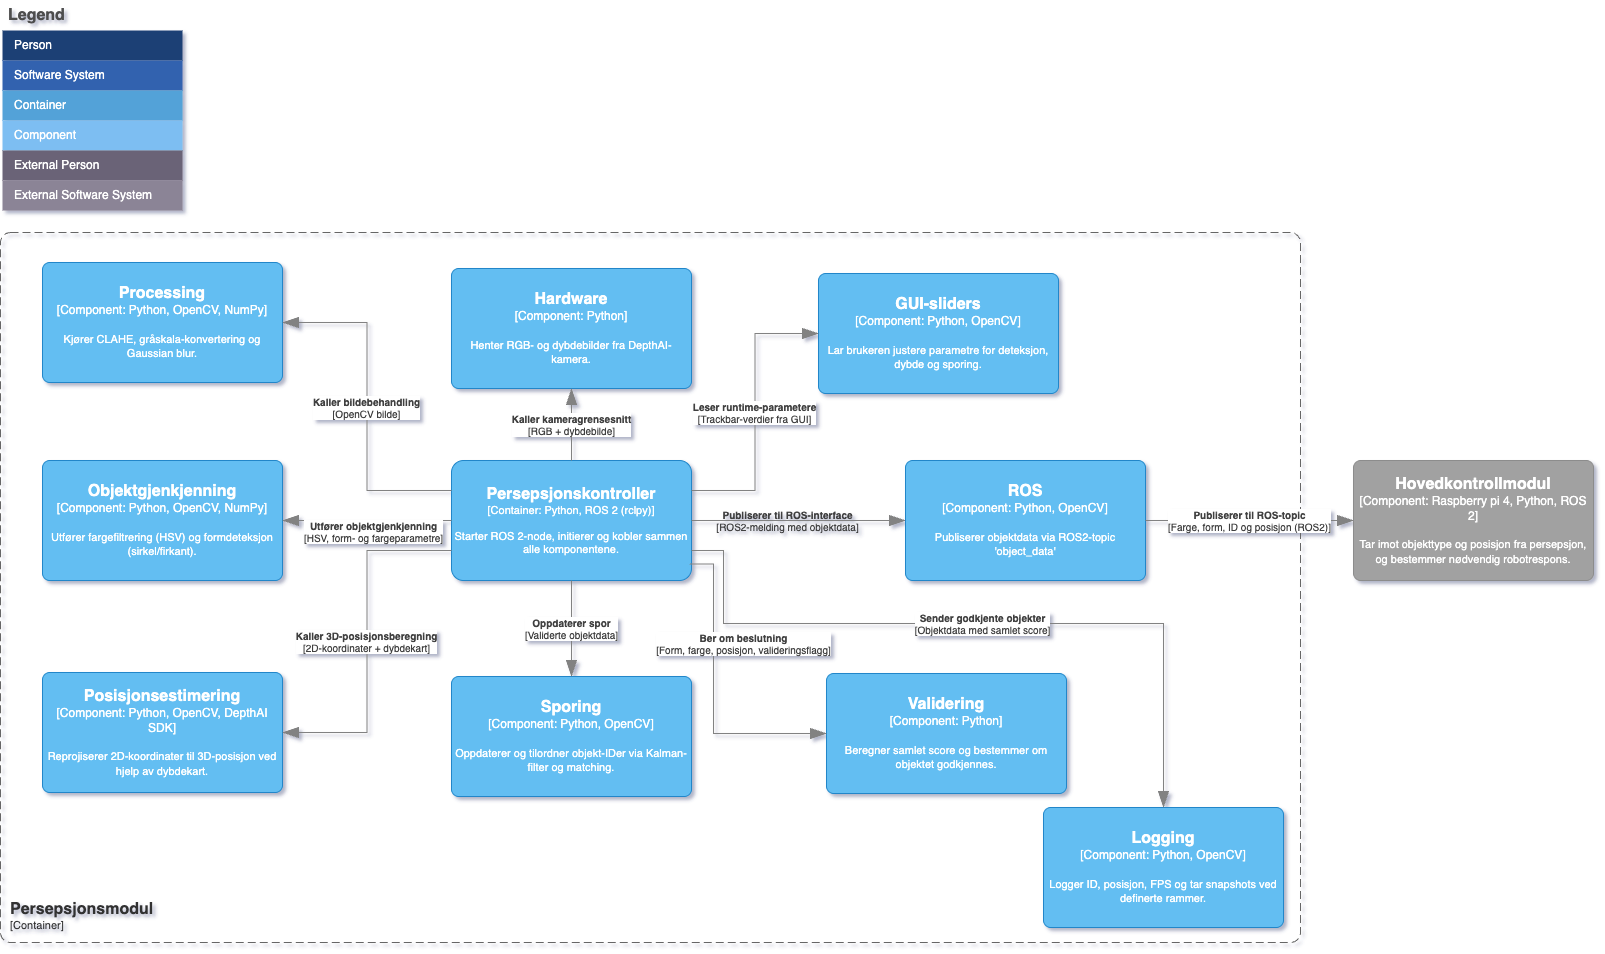 Legend
Person
Software System
Container
Component
External Person
External Software System
Processing
[Component: Python, OpenCV, NumPy]
Kjører CLAHE, gråskala-konvertering og
Gaussian blur.
Hardware
[Component: Python]
Henter RGB- og dybdebilder fra DepthAI-
kamera.
GUI-sliders
[Component: Python, OpenCV]
Lar brukeren justere parametre for deteksjon,
dybde og sporing.
Kaller bildebehandling
[OpenCV bilde]
Kaller kameragrensesnitt
[RGB + dybdebilde]
Leser runtime-parametere
[Trackbar-verdier fra GUI]
Objektgjenkjenning
[Component: Python, OpenCV, NumPy]
Utfører fargefiltrering (HSV) og formdeteksjon
(sirkel/firkant).
Utfører objektgjenkjenning
[HSV, form- og fargeparametre]
Persepsjonskontroller
[Container: Python, ROS 2 (rclpy)]
Starter ROS 2-node, initierer og kobler sammen
alle komponentene.
Publiserer til ROS-interface
[ROS2-melding med objektdata]
ROS
[Component: Python, OpenCV]
Publiserer objektdata via ROS2-topic
'object_data'
Publiserer til ROS-topic
[Farge, form, ID og posisjon (ROS2)]
Hovedkontrollmodul
[Component: Raspberry pi 4, Python, ROS
2]
Tar imot objekttype og posisjon fra persepsjon,
og bestemmer nødvendig robotrespons.
Kaller 3D-posisjonsberegning
[2D-koordinater + dybdekart]
Oppdaterer spor
[Validerte objektdata]
Ber om beslutning
[Form, farge, posisjon, valideringsflagg]
Sender godkjente objekter
[Objektdata med samlet score]
Posisjonsestimering
[Component: Python, OpenCV, DepthAI
SDK]
Reprojiserer 2D-koordinater til 3D-posisjon ved
hjelp av dybdekart.
Sporing
[Component: Python, OpenCV]
Oppdaterer og tilordner objekt-IDer via Kalman-
filter og matching.
Validering
[Component: Python]
Beregner samlet score og bestemmer om
objektet godkjennes.
Logging
[Component: Python, OpenCV]
Logger ID, posisjon, FPS og tar snapshots ved
definerte rammer.
Persepsjonsmodul
[Container]